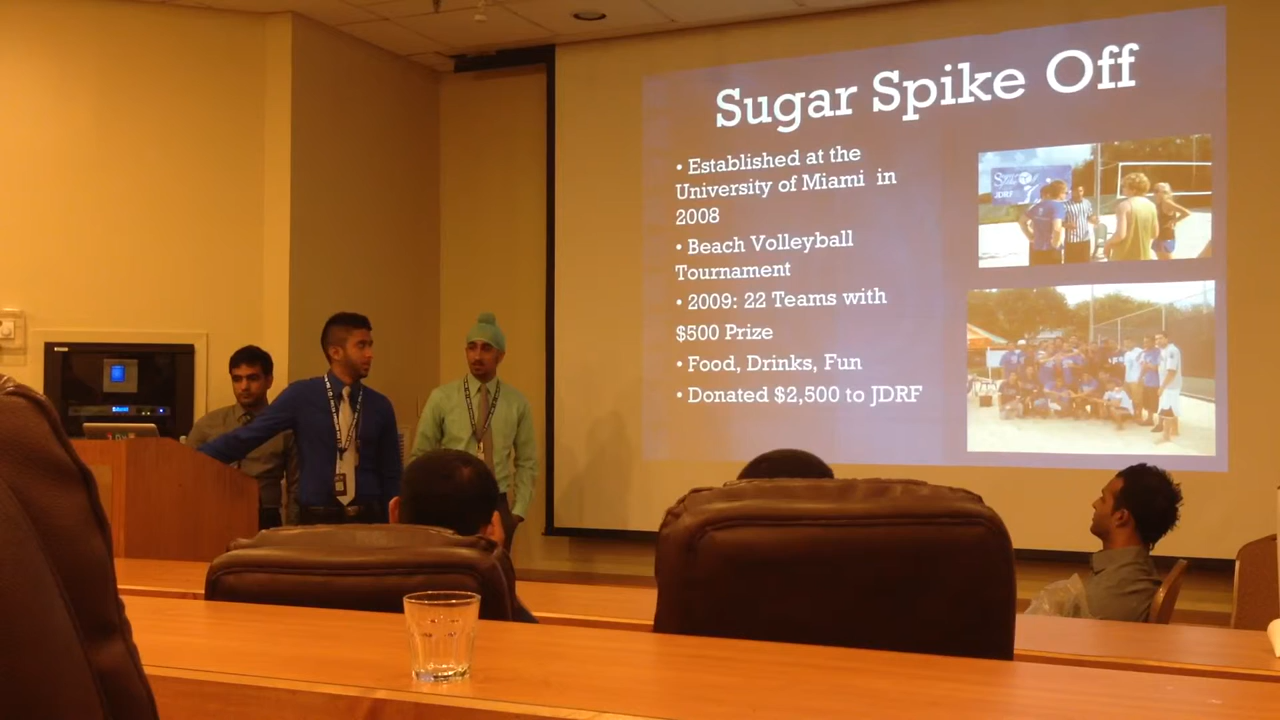 Sugar Spike Off
• Established at the
University of Miami in
2008
• Beach Volleyball
Tournament
• 2009: 22 Teams with
$500 Prize
• Food, Drinks, Fun
• Donated $2,500 to JDRF
JDRF